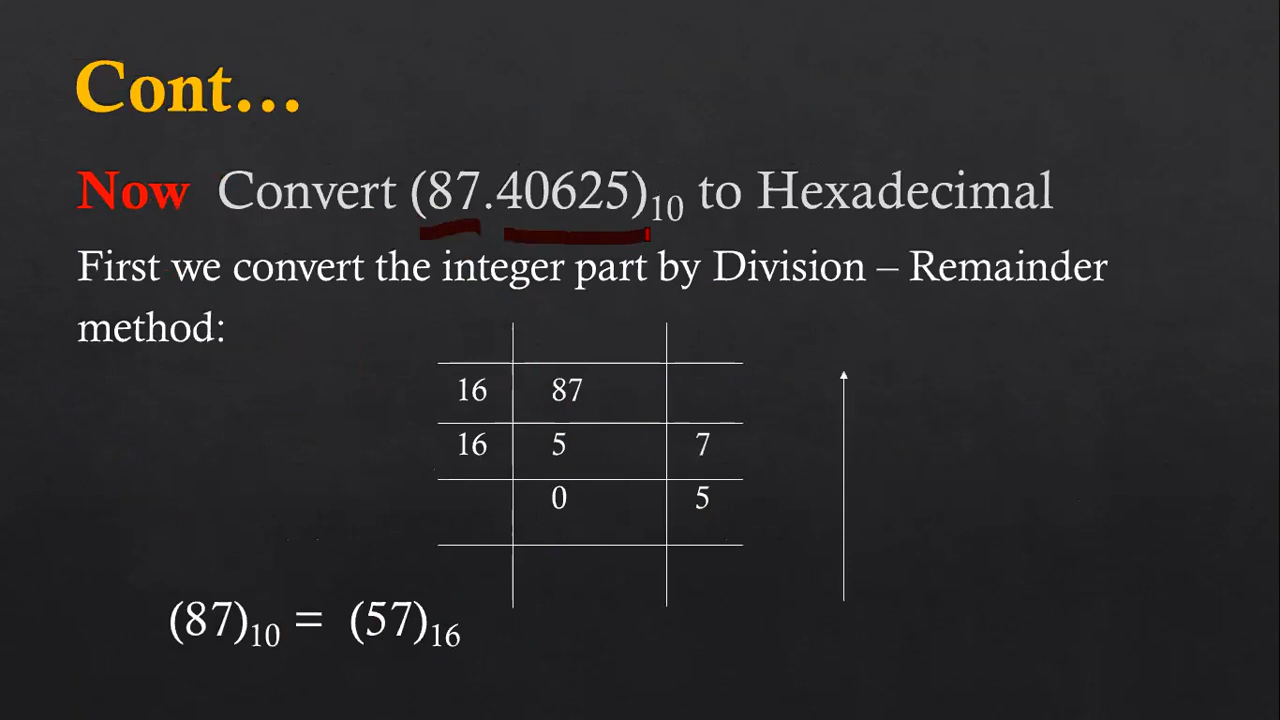 Cont...
Now Convert (87.40625)₁₀ to Hexadecimal
First we convert the integer part by Division – Remainder
method:
16 87
16 5 7
0 5
(87)₁₀ = (57)₁₆